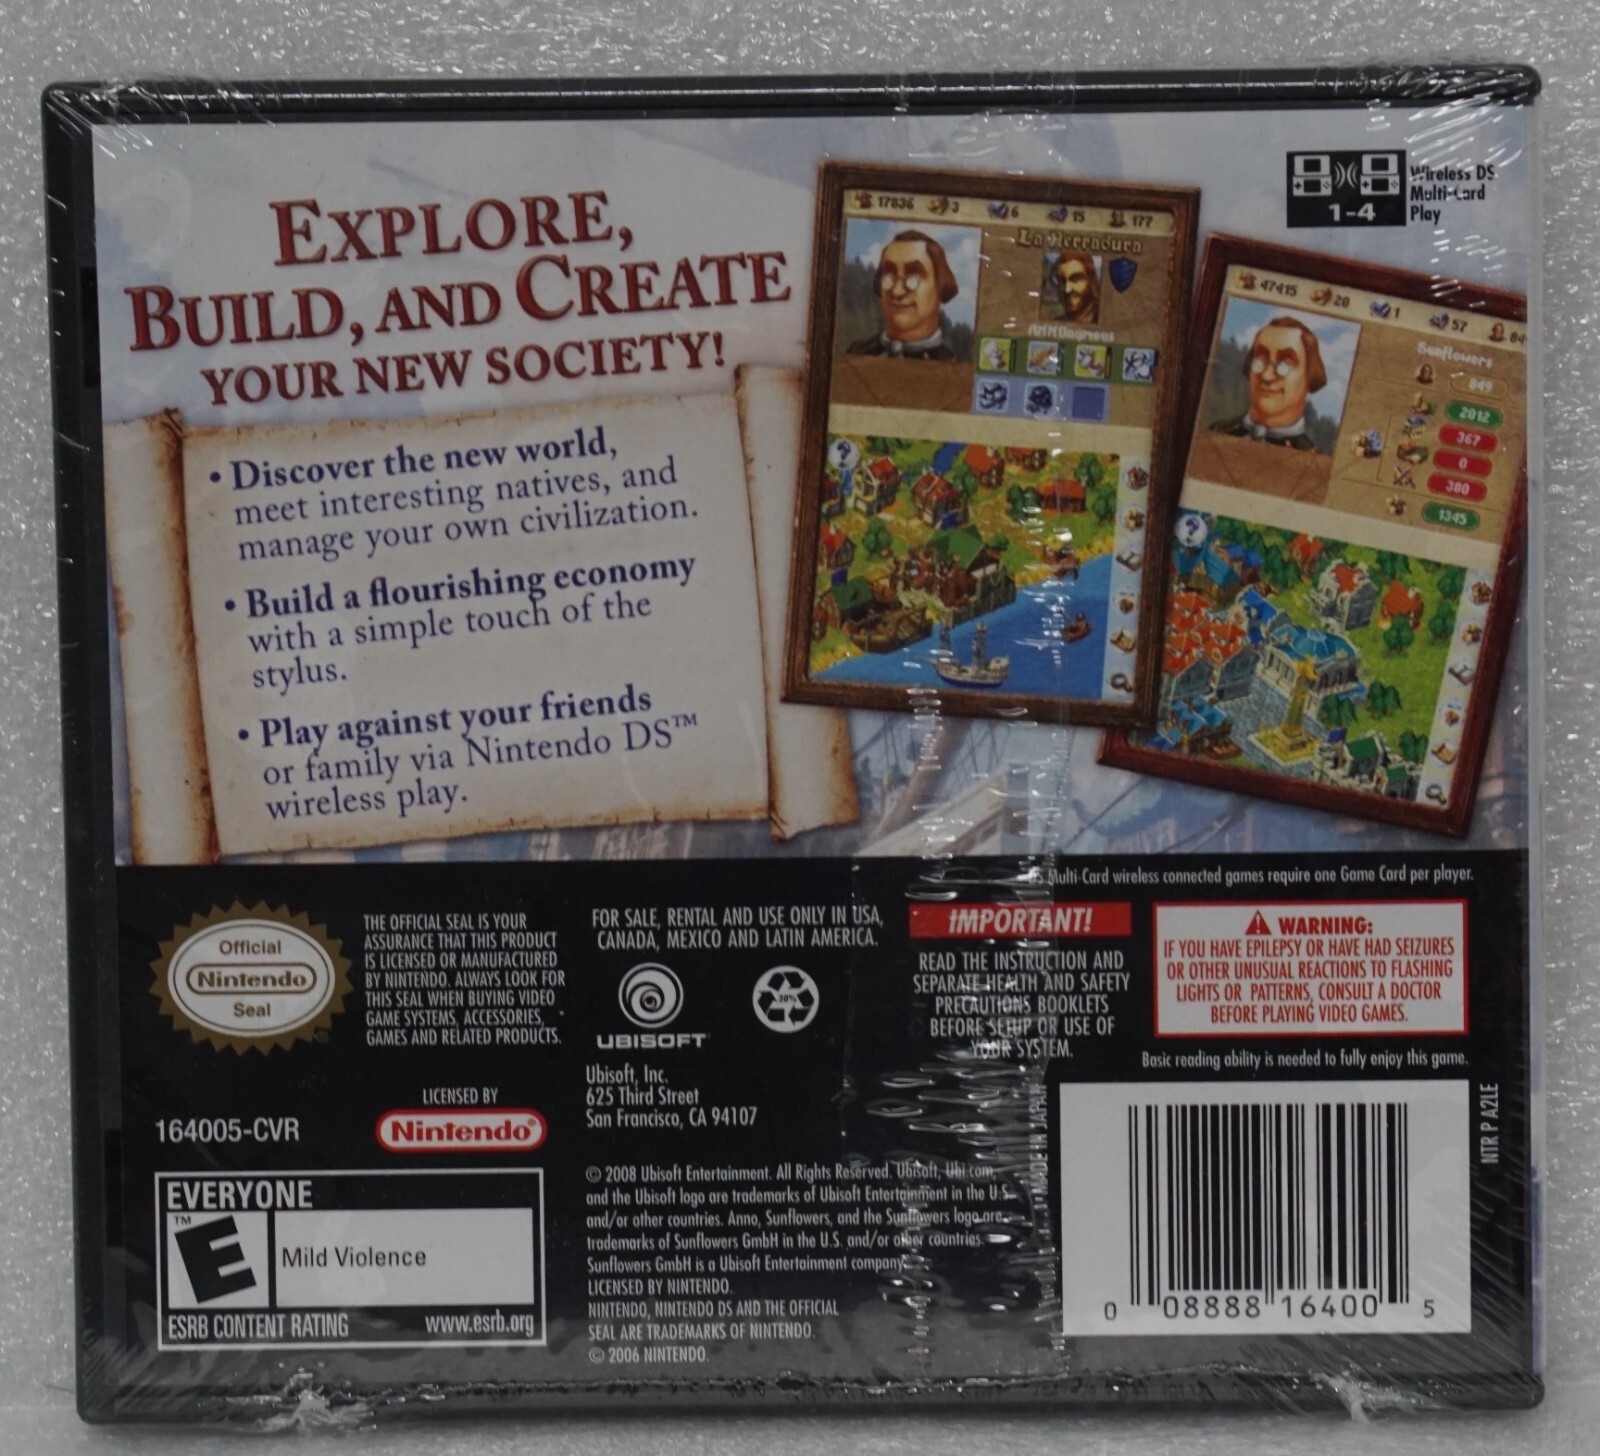 EXPLORE,
BUILD, AND CREATE
YOUR NEW SOCIETY!
• Discover the new world,
meet interesting natives, and
manage your own civilization.
• Build a flourishing economy
with a simple touch of the
stylus.
• Play against your friends
or family via Nintendo DS™
or wireless play.
17836 3 6 15 177
La Herradura
47415 20 1 57 84
Sunflowers
849
2012
367
0
300
1345
1-4
Wireless DS
Multi-Card
Play
DS Multi-Card wireless connected games require one Game Card per player.
Official
Nintendo
Seal
THE OFFICIAL SEAL IS YOUR
ASSURANCE THAT THIS PRODUCT
IS LICENSED OR MANUFACTURED
BY NINTENDO. ALWAYS LOOK FOR
THIS SEAL WHEN BUYING VIDEO
GAME SYSTEMS, ACCESSORIES,
GAMES AND RELATED PRODUCTS.
LICENSED BY
Nintendo®
164005-CVR
EVERYONE
™
E
Mild Violence
ESRB CONTENT RATING www.esrb.org
FOR SALE, RENTAL AND USE ONLY IN USA,
CANADA, MEXICO AND LATIN AMERICA.
UBISOFT
30%
Ubisoft, Inc.
625 Third Street
San Francisco, CA 94107
© 2008 Ubisoft Entertainment. All Rights Reserved. Ubisoft, Ubi.com,
and the Ubisoft logo are trademarks of Ubisoft Entertainment in the U.S.
and/or other countries. Anno, Sunflowers, and the Sunflowers logo are
trademarks of Sunflowers GmbH in the U.S. and/or other countries.
Sunflowers GmbH is a Ubisoft Entertainment company.
LICENSED BY NINTENDO.
NINTENDO, NINTENDO DS AND THE OFFICIAL
SEAL ARE TRADEMARKS OF NINTENDO.
© 2006 NINTENDO.
IMPORTANT!
READ THE INSTRUCTION AND
SEPARATE HEALTH AND SAFETY
PRECAUTIONS BOOKLETS
BEFORE SETUP OR USE OF
YOUR SYSTEM.
MADE IN JAPAN
WARNING:
IF YOU HAVE EPILEPSY OR HAVE HAD SEIZURES
OR OTHER UNUSUAL REACTIONS TO FLASHING
LIGHTS OR PATTERNS, CONSULT A DOCTOR
BEFORE PLAYING VIDEO GAMES.
Basic reading ability is needed to fully enjoy this game.
NTR P A2LE
0 08888 16400 5